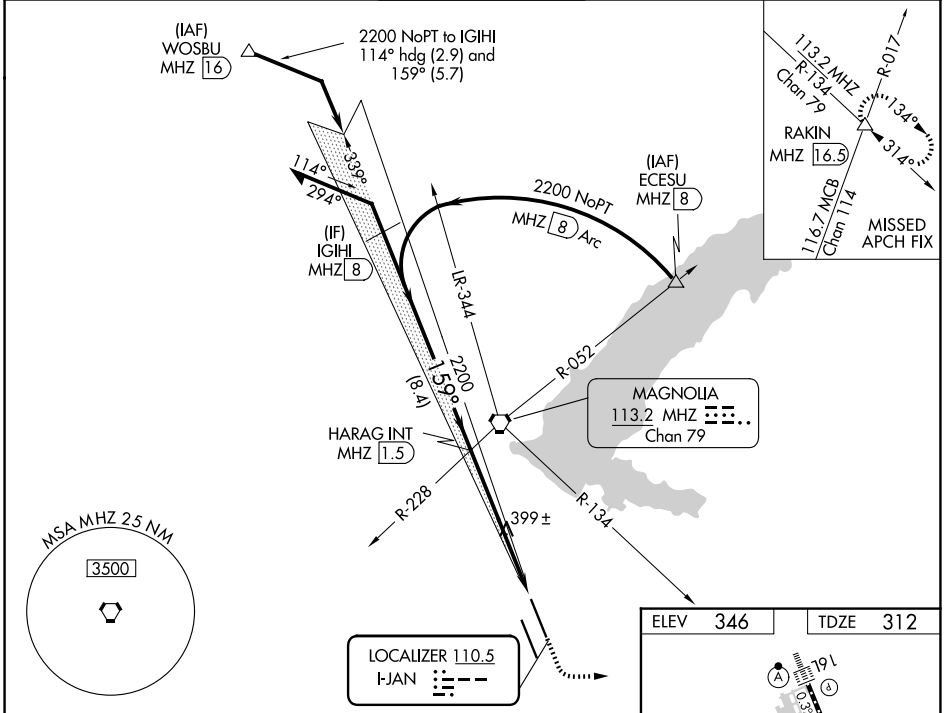 (IAF)
WOSBU
MHZ 16
2200 NoPT to IGIHI
114° hdg (2.9) and
159° (5.7)
113.2 MHZ
R-134
Chan 79
R-017
134°
314°
RAKIN
MHZ 16.5
116.7 MCB
Chan 114
MISSED
APCH FIX
339°
114°
294°
(IF)
IGIHI
MHZ 8
2200 NoPT
MHZ 8 Arc
(IAF)
ECESU
MHZ 8
LR-344
R-052
2200
159°
(8.4)
MAGNOLIA
113.2 MHZ
Chan 79
HARAG INT
MHZ 1.5
R-228
R-134
399 ±
MSA MHZ 25 NM
3500
LOCALIZER 110.5
I-JAN
ELEV 346
TDZE 312
A
16L
P
0.3°